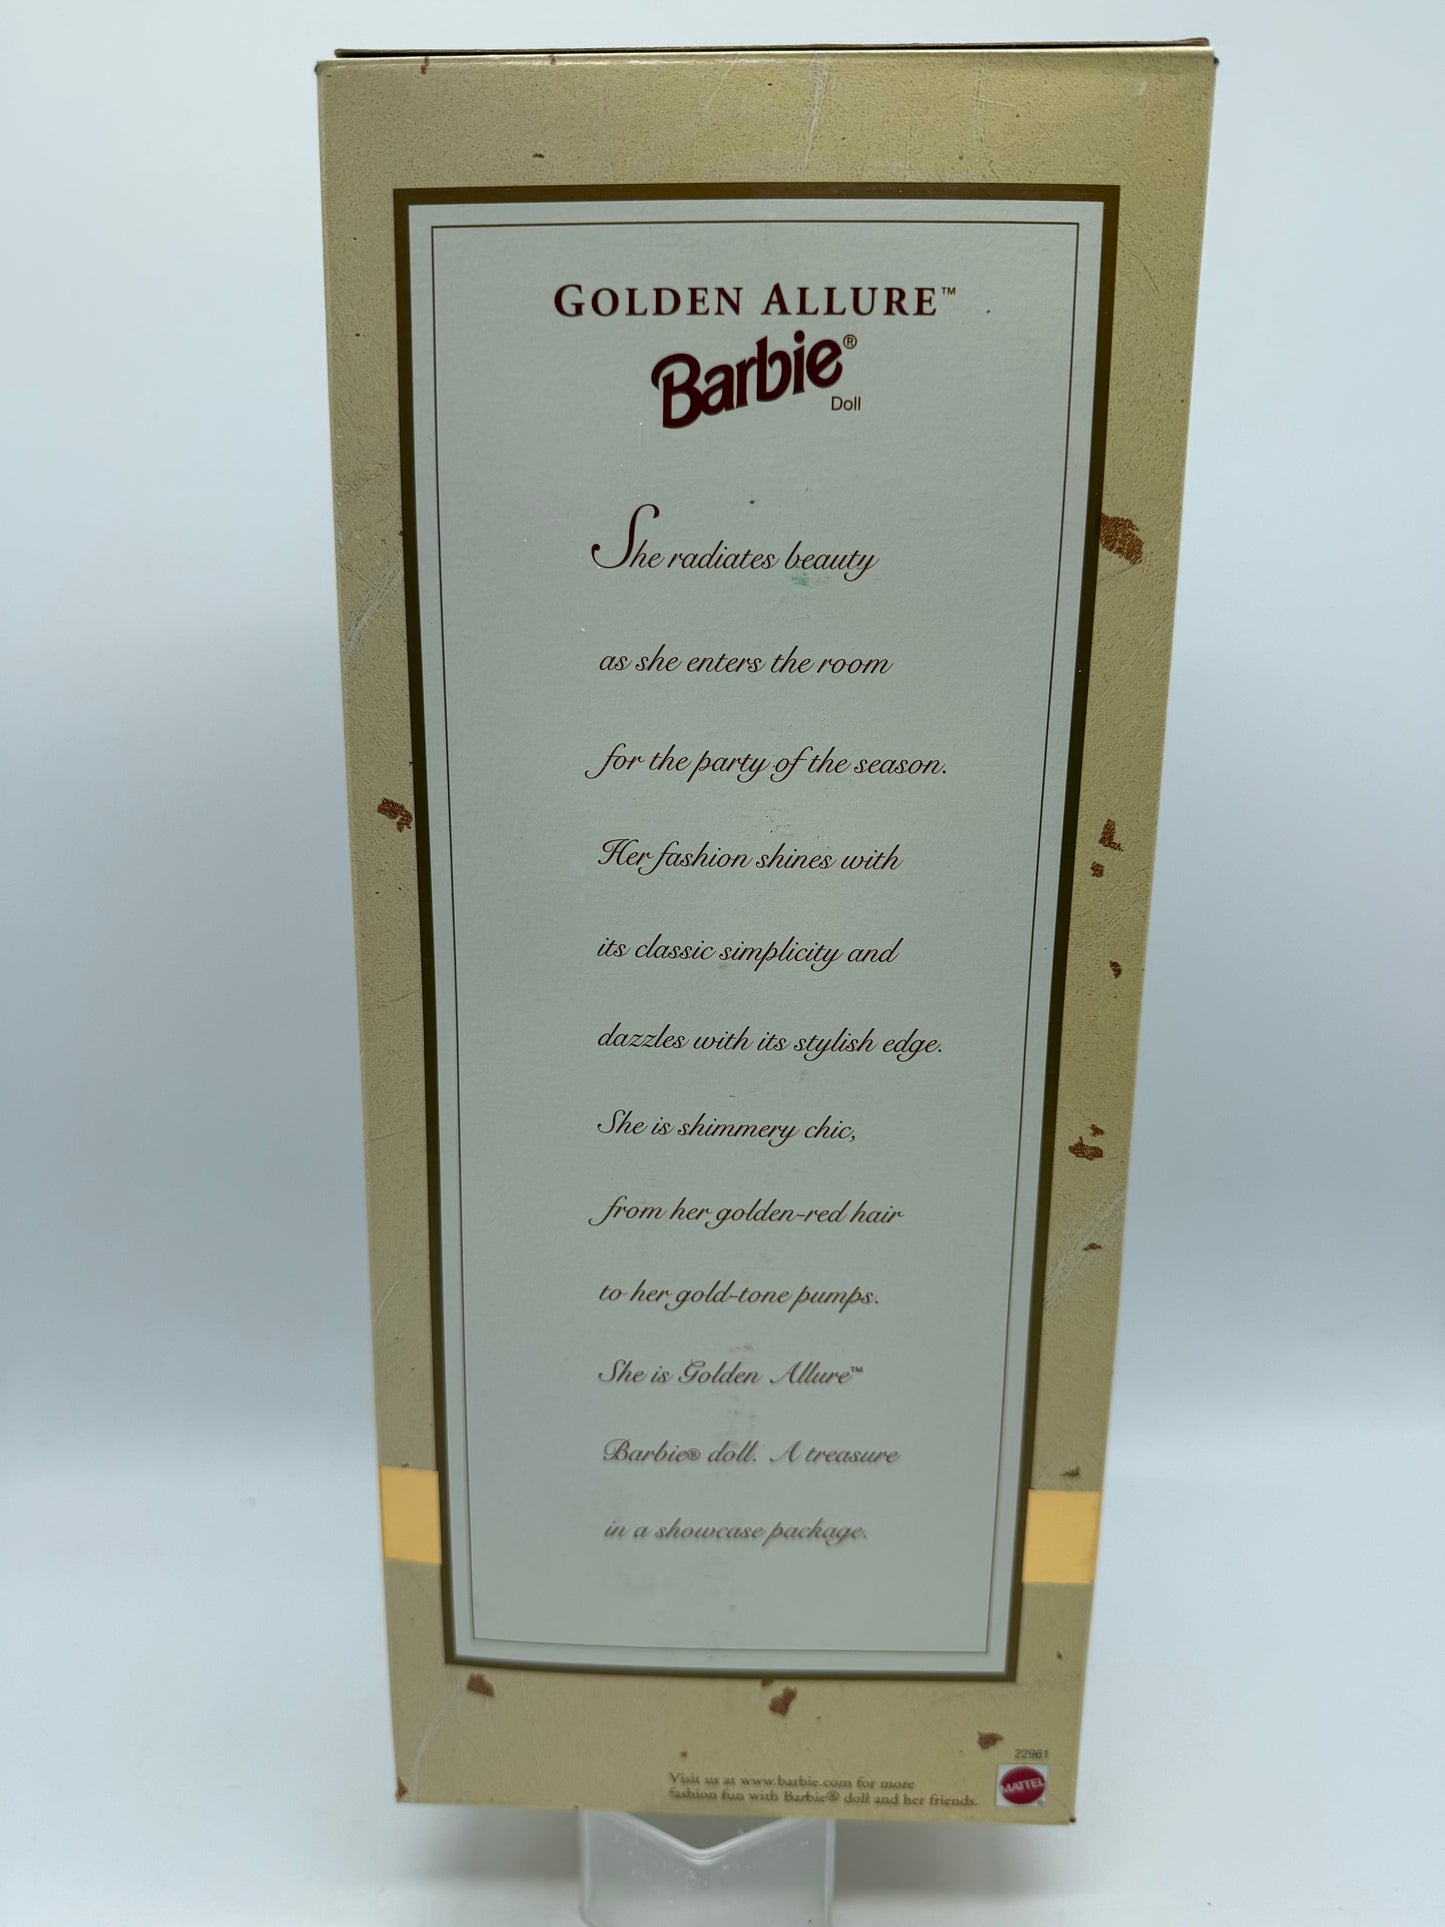 GOLDEN ALLURE™
Barbie®
Doll
She radiates beauty
as she enters the room
for the party of the season.
Her fashion shines with
its classic simplicity and
dazzles with its stylish edge.
She is shimmery chic,
from her golden-red hair
to her gold-tone pumps.
She is Golden Allure™
Barbie® doll. A treasure
in a showcase package.
22961
Visit us at www.barbie.com for more
fashion fun with Barbie® doll and her friends.
MATTEL
®